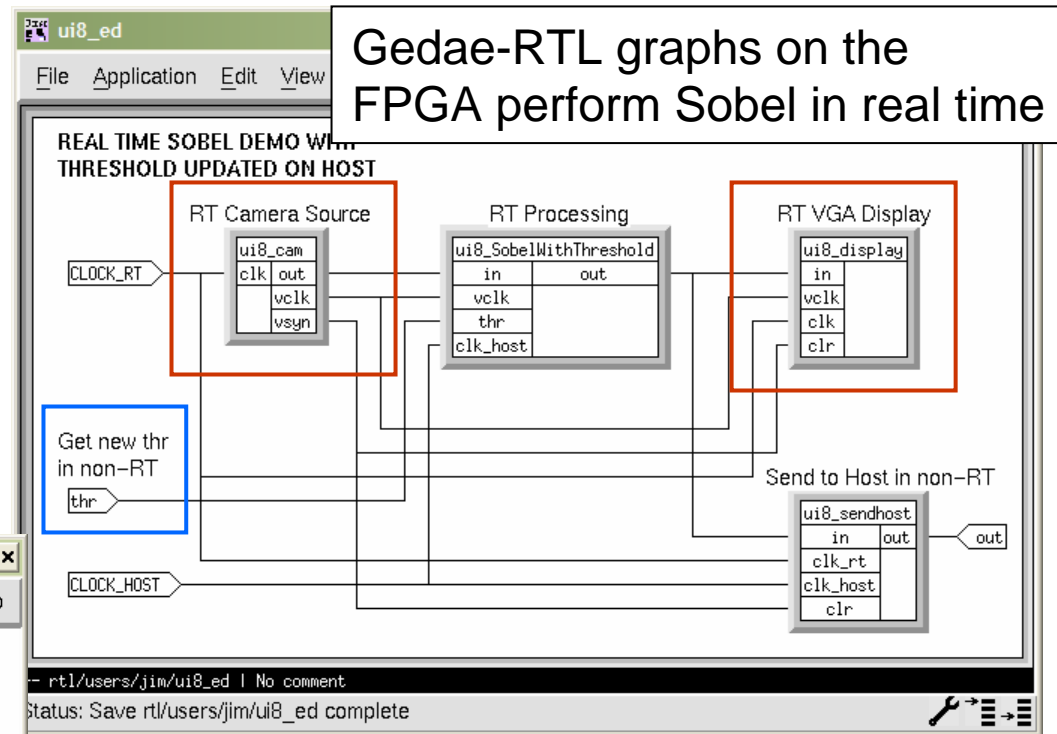 ui8_ed
Gedae-RTL graphs on the
FPGA perform Sobel in real time
File Application Edit View
REAL TIME SOBEL DEMO WITH
THRESHOLD UPDATED ON HOST
RT Camera Source
RT Processing
RT VGA Display
CLOCK_RT
ui8_cam
clk out
vclk
vsyn
ui8_SobelWithThreshold
in out
vclk
thr
clk_host
ui8_display
in
vclk
clk
clr
Get new thr
in non-RT
thr
CLOCK_HOST
Send to Host in non-RT
ui8_sendhost
in out
clk_rt
clk_host
clr
out
-- rtl/users/jim/ui8_ed | No comment
Status: Save rtl/users/jim/ui8_ed complete